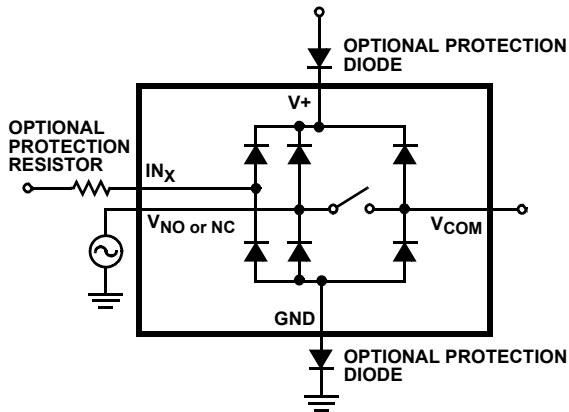 OPTIONAL PROTECTION
DIODE
V+
OPTIONAL
PROTECTION
RESISTOR
INX
VNO or NC
VCOM
GND
OPTIONAL PROTECTION
DIODE